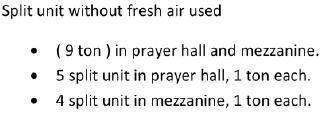 Split unit without fresh air used
• ( 9 ton ) in prayer hall and mezzanine.
• 5 split unit in prayer hall, 1 ton each.
• 4 split unit in mezzanine, 1 ton each.